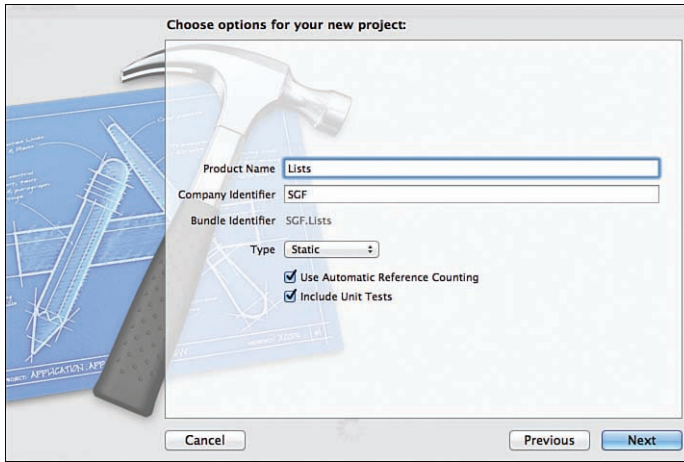 Choose options for your new project:
Product Name Lists
Company Identifier SGF
Bundle Identifier SGF.Lists
Type Static
Use Automatic Reference Counting
Include Unit Tests
Cancel
Previous
Next